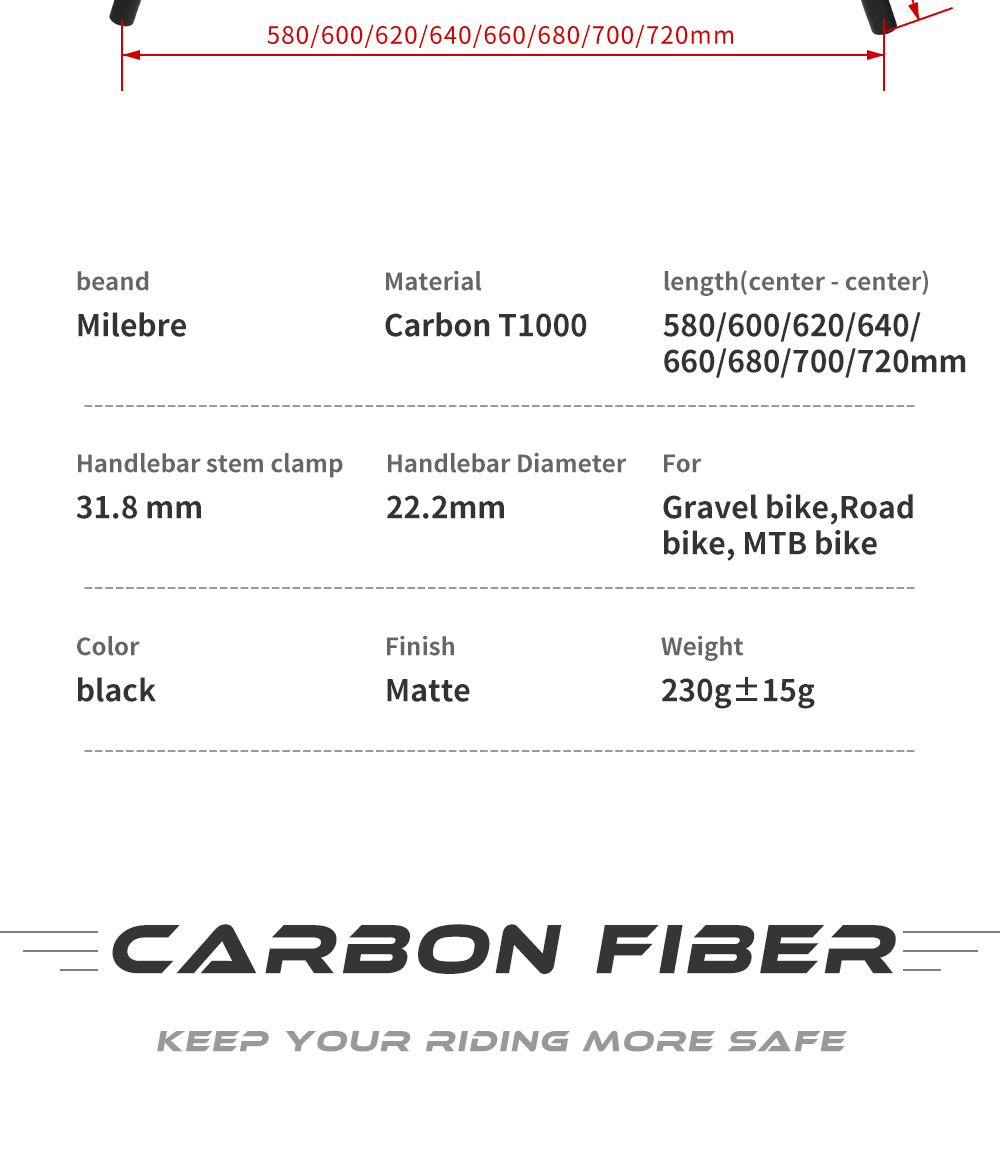 580/600/620/640/660/680/700/720mm
beand
Material
length(center - center)
Milebre
Carbon T1000
580/600/620/640/
660/680/700/720mm
Handlebar stem clamp
Handlebar Diameter
For
31.8 mm
22.2mm
Gravel bike,Road
bike, MTB bike
Color
Finish
Weight
black
Matte
230g±15g
CARBON FIBER
KEEP YOUR RIDING MORE SAFE